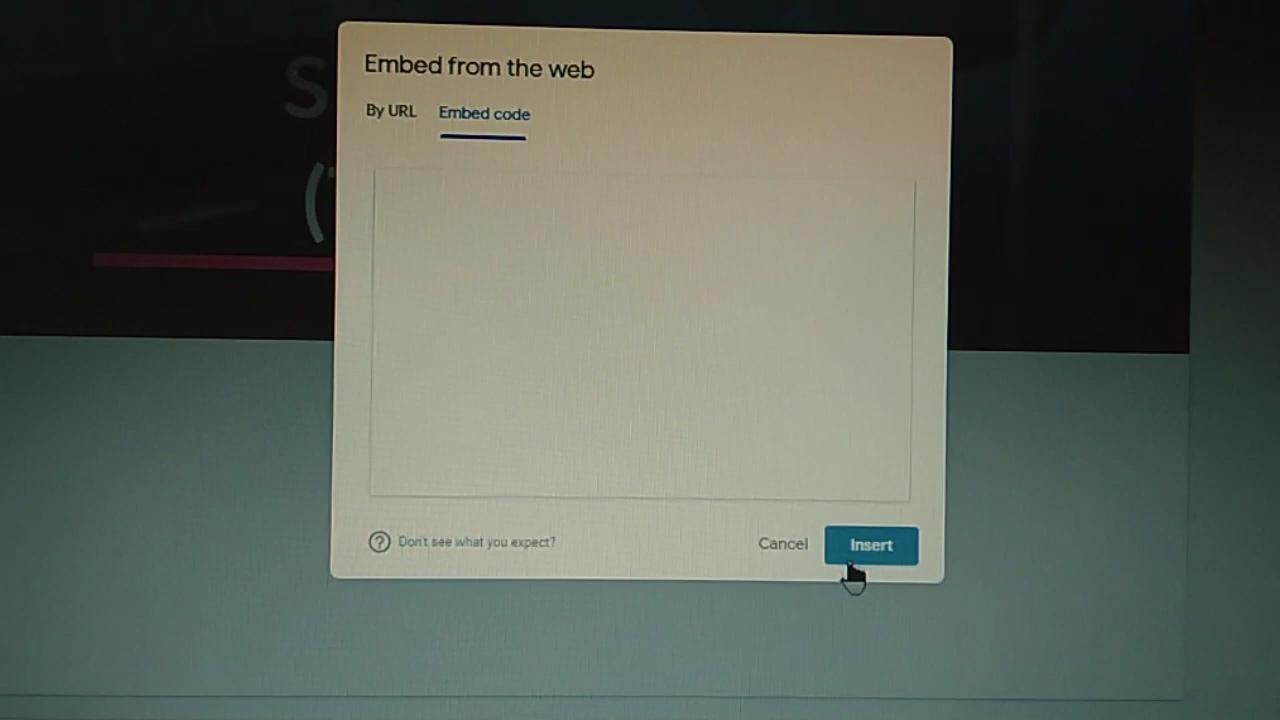 Embed from the web
By URL Embed code
Don't see what you expect?
Cancel Insert